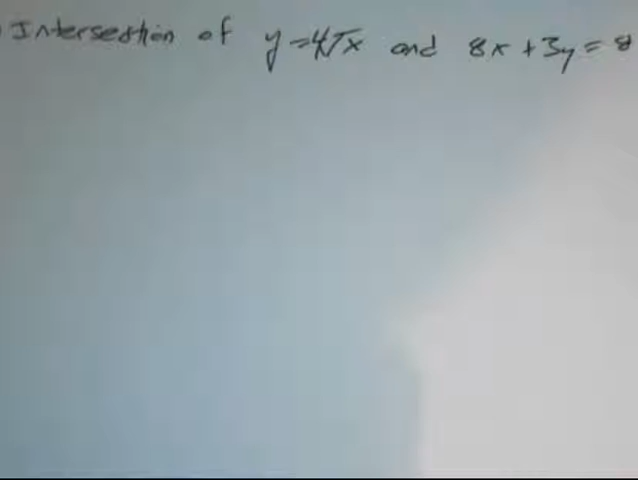 Intersection of y=4√x and 8x+3y=8